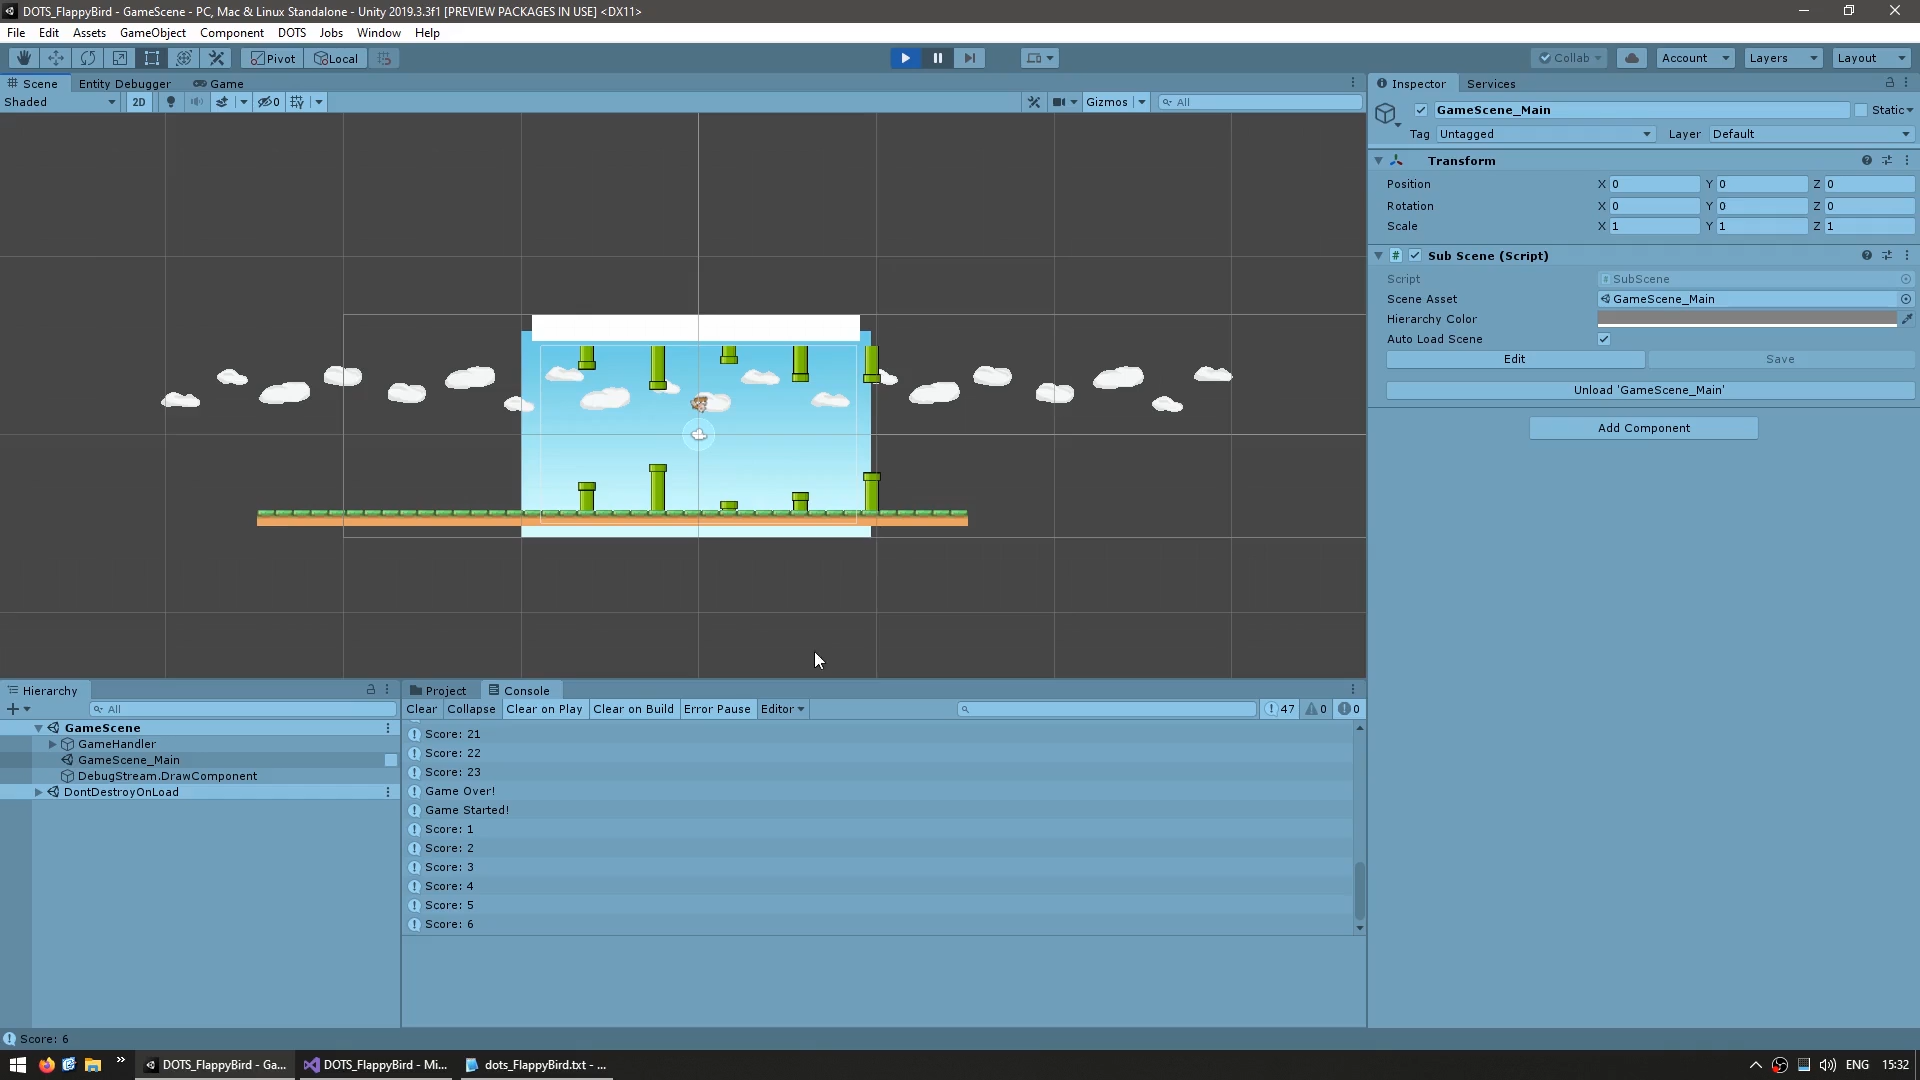 DOTS_FlappyBird - GameScene - PC, Mac & Linux Standalone - Unity 2019.3.3f1 [PREVIEW PACKAGES IN USE] <DX11>
File Edit Assets GameObject Component DOTS Jobs Window Help
Pivot Local Collab Account Layers Layout
Scene Entity Debugger Game
Shaded 2D 0 Gizmos All
Inspector Services
GameScene_Main Static
Tag Untagged Layer Default
Transform
Position X 0 Y 0 Z 0
Rotation X 0 Y 0 Z 0
Scale X 1 Y 1 Z 1
# Sub Scene (Script)
Script # SubScene
Scene Asset GameScene_Main
Hierarchy Color
Auto Load Scene
Edit Save
Unload 'GameScene_Main'
Add Component
Hierarchy
All
GameScene
GameHandler
GameScene_Main
DebugStream.DrawComponent
DontDestroyOnLoad
Project Console
Clear Collapse Clear on Play Clear on Build Error Pause Editor 47 0 0
Score: 21
Score: 22
Score: 23
Game Over!
Game Started!
Score: 1
Score: 2
Score: 3
Score: 4
Score: 5
Score: 6
Score: 6
DOTS_FlappyBird - Ga... DOTS_FlappyBird - Mi... dots_FlappyBird.txt - ... ENG 15:32